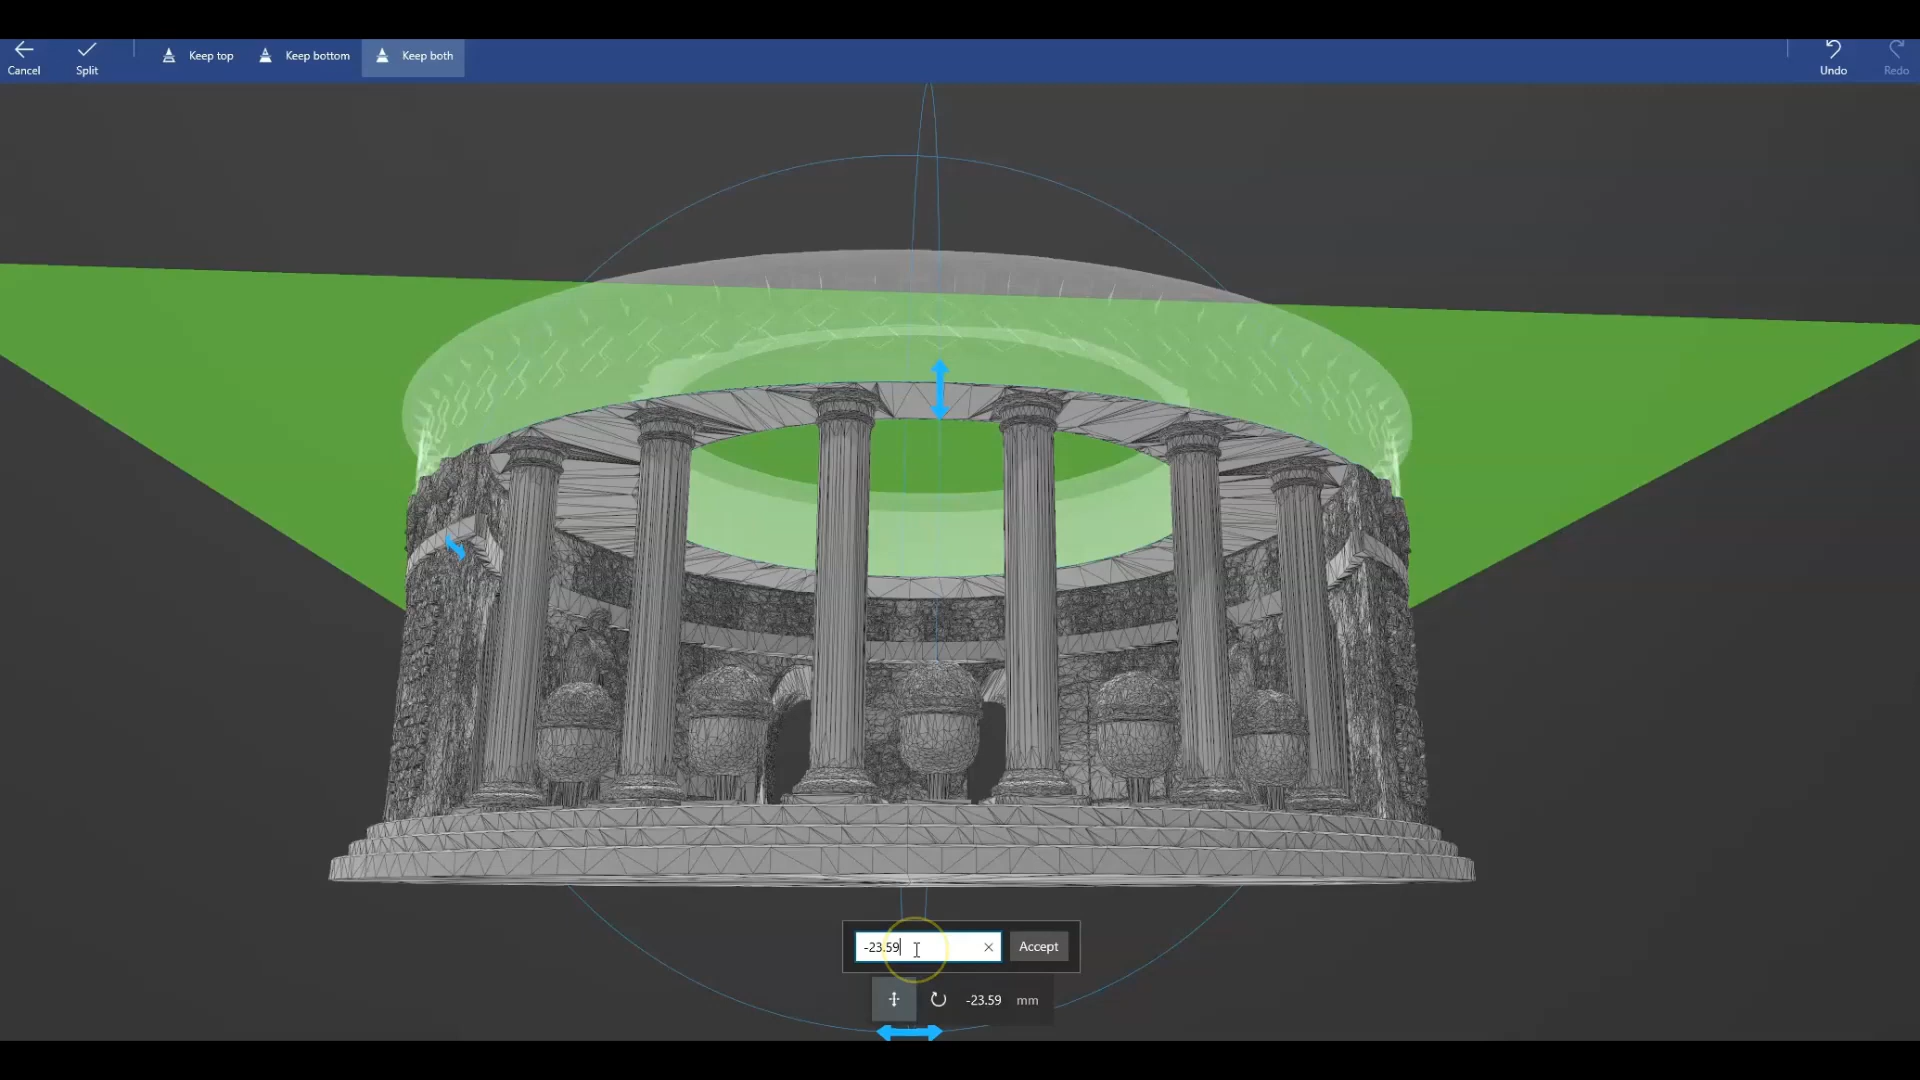 Cancel
Split
Keep top
Keep bottom
Keep both
Undo
Redo
-23.59
Accept
-23.59 mm